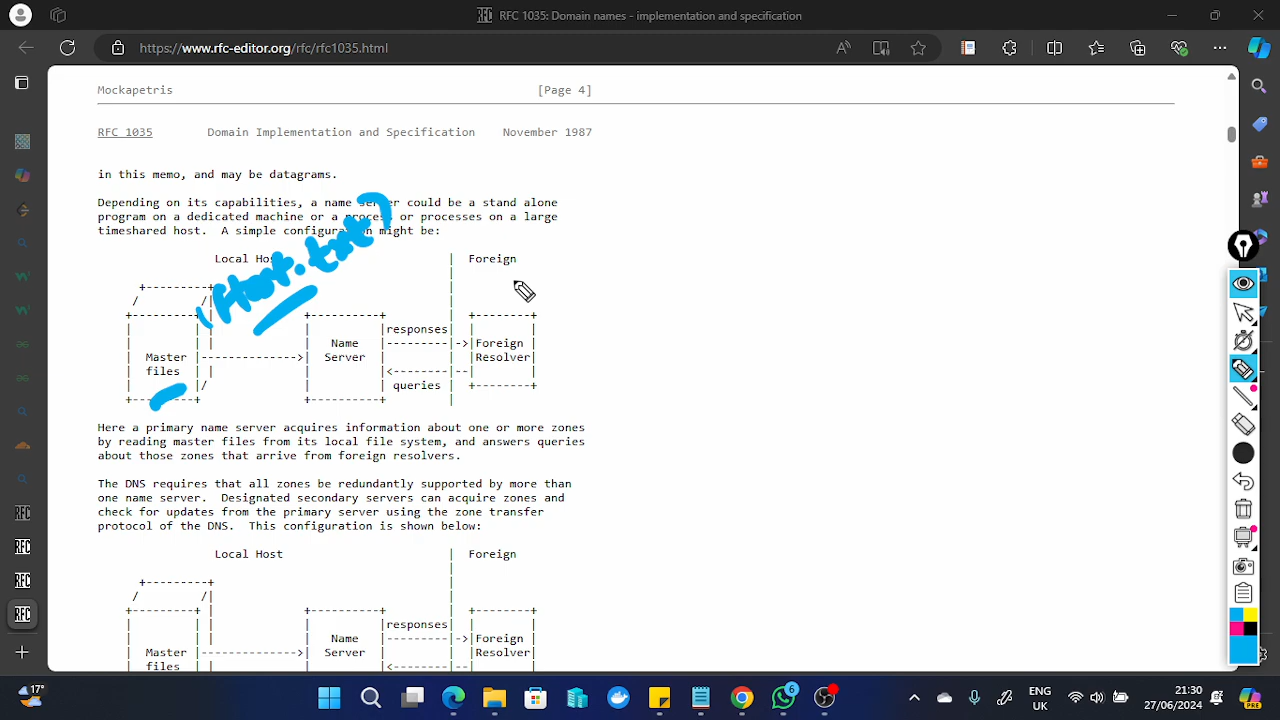 RFC 1035: Domain names - implementation and specification
https://www.rfc-editor.org/rfc/rfc1035.html
Mockapetris [Page 4]
RFC 1035 Domain Implementation and Specification November 1987
in this memo, and may be datagrams.
Depending on its capabilities, a name server could be a stand alone
program on a dedicated machine or a process or processes on a large
timeshared host. A simple configuration might be:
Local Host | Foreign
(Host.txt)
+---------+ |
/ /| |
+---------+ | +----------+ | +--------+
| | | | |responses| | |
| | | | Name |---------|->|Foreign |
| Master |-------------->| Server | | |Resolver|
| files | | | |<--------|--| |
| |/ | | queries | +--------+
+---------+ +----------+ |
Here a primary name server acquires information about one or more zones
by reading master files from its local file system, and answers queries
about those zones that arrive from foreign resolvers.
The DNS requires that all zones be redundantly supported by more than
one name server. Designated secondary servers can acquire zones and
check for updates from the primary server using the zone transfer
protocol of the DNS. This configuration is shown below:
Local Host | Foreign
|
+---------+ |
/ /| |
+---------+ | +----------+ | +--------+
| | | | |responses| | |
| | | | Name |---------|->|Foreign |
| Master |-------------->| Server | | |Resolver|
| files | | | |<--------|--| |
17°
6
ENG
UK
21:30
27/06/2024
PRE